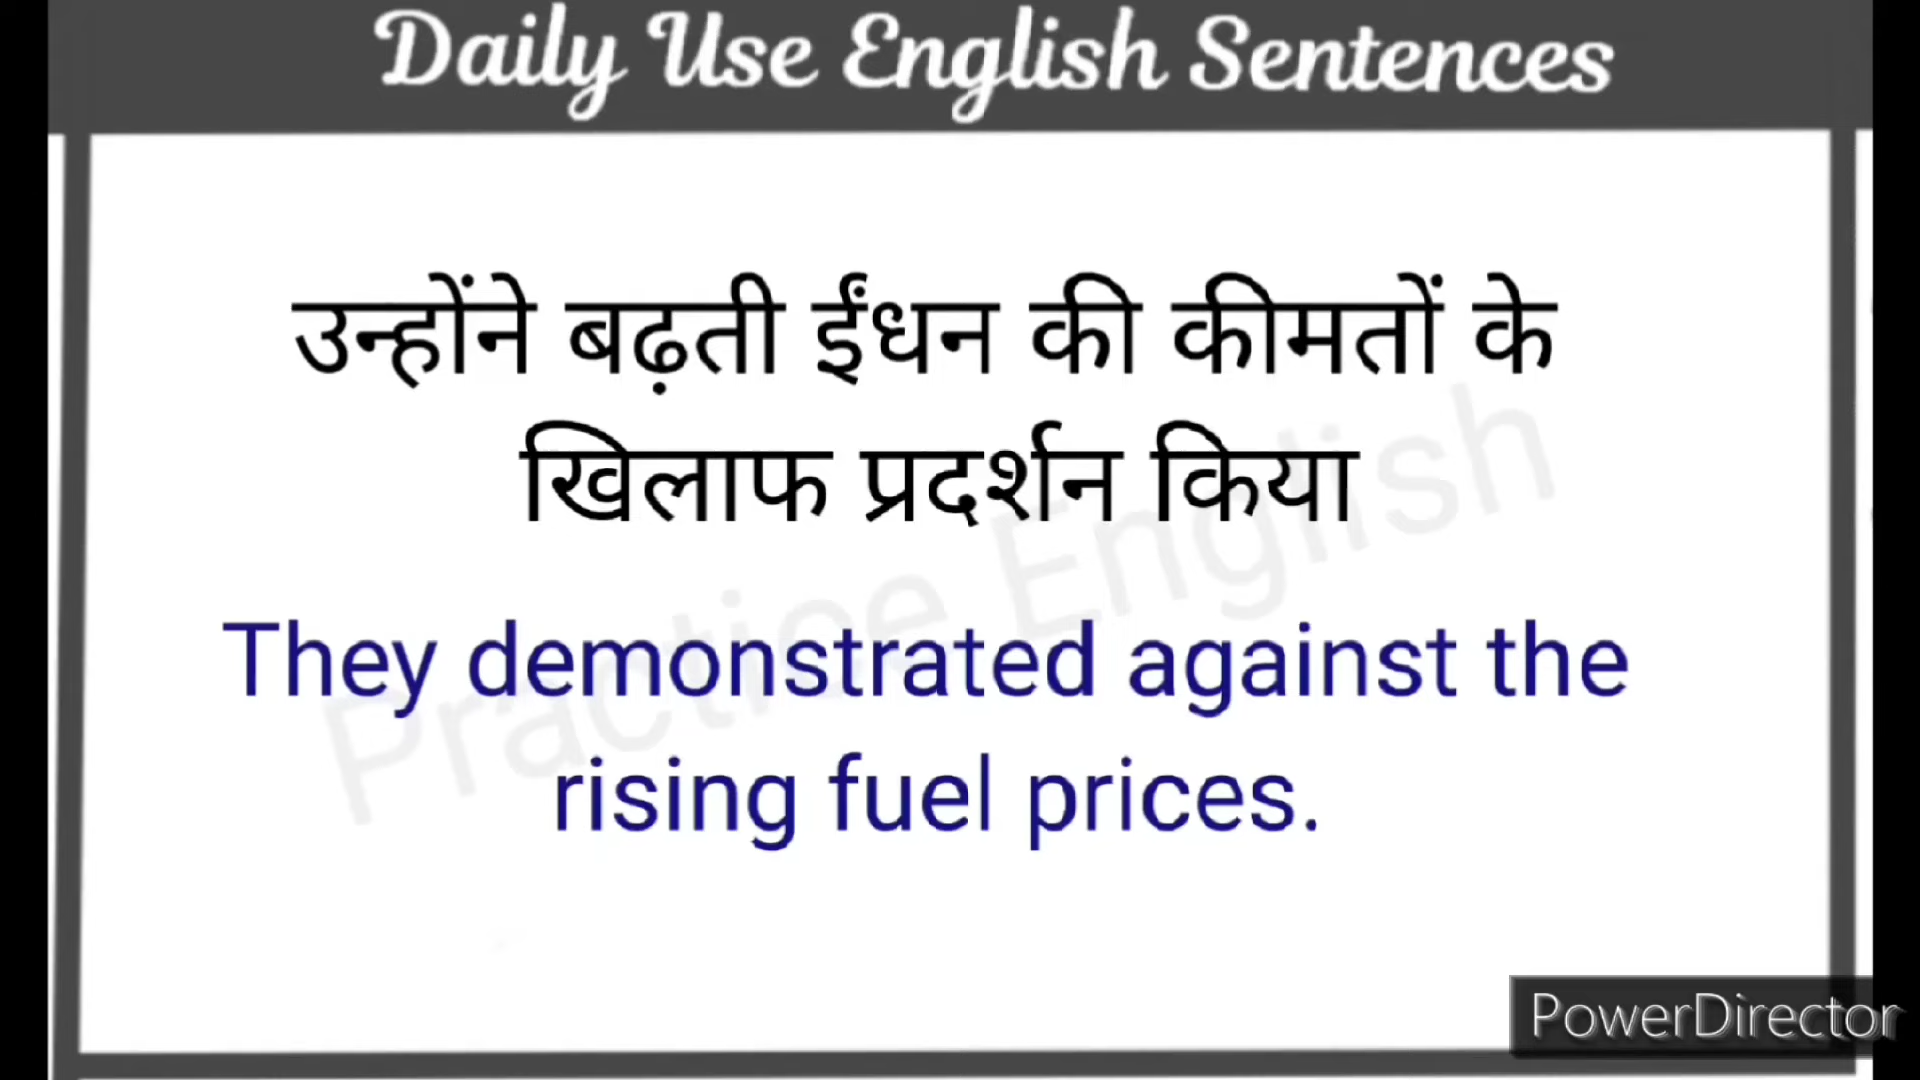 Daily Use English Sentences
उन्होंने बढ़ती ईंधन की कीमतों के
खिलाफ प्रदर्शन किया
Practice English
They demonstrated against the
rising fuel prices.
PowerDirector